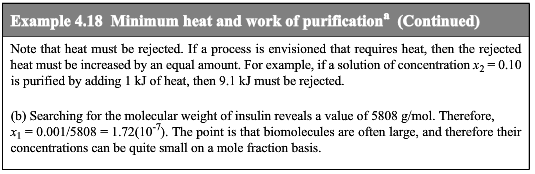 Example 4.18 Minimum heat and work of purificationᵃ (Continued)
Note that heat must be rejected. If a process is envisioned that requires heat, then the rejected
heat must be increased by an equal amount. For example, if a solution of concentration x₂ = 0.10
is purified by adding 1 kJ of heat, then 9.1 kJ must be rejected.
(b) Searching for the molecular weight of insulin reveals a value of 5808 g/mol. Therefore,
x₁ = 0.001/5808 = 1.72(10⁻⁷). The point is that biomolecules are often large, and therefore their
concentrations can be quite small on a mole fraction basis.